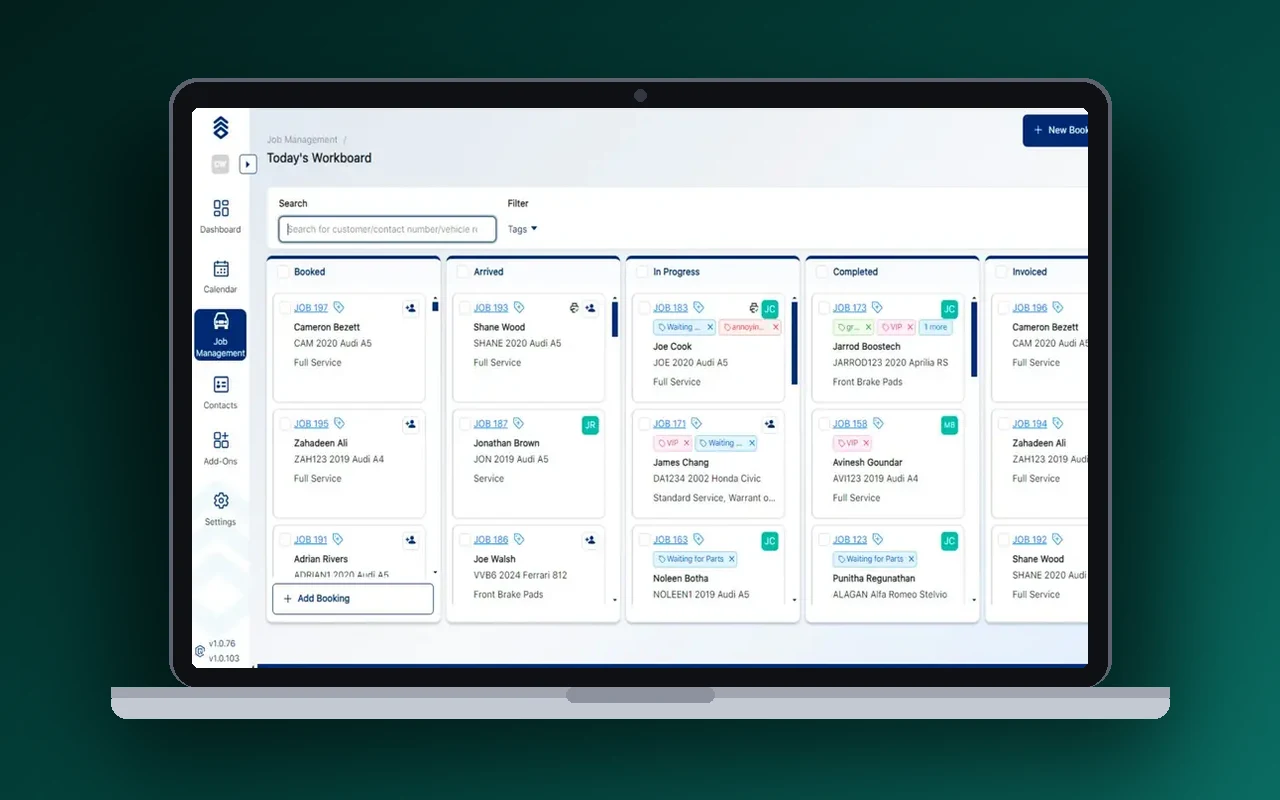 Job Management /
Today's Workboard
+ New Book
CW
Dashboard
Calendar
Job
Management
Contacts
Add-Ons
Settings
v1.0.76
v1.0.103
Search
Search for customer/contact number/vehicle r
Filter
Tags
Booked
JOB 197
Cameron Bezett
CAM 2020 Audi A5
Full Service
JOB 195
Zahadeen Ali
ZAH123 2019 Audi A4
Full Service
JOB 191
Adrian Rivers
ADRIAN1 2020 Audi A5
+ Add Booking
Arrived
JOB 193
Shane Wood
SHANE 2020 Audi A5
Full Service
JOB 187
JR
Jonathan Brown
JON 2019 Audi A5
Service
JOB 186
Joe Walsh
VVB6 2024 Ferrari 812
Front Brake Pads
In Progress
JOB 183
JC
Waiting ... ×
annoyin... ×
Joe Cook
JOE 2020 Audi A5
Full Service
JOB 171
VIP ×
Waiting ... ×
James Chang
DA1234 2002 Honda Civic
Standard Service, Warrant o...
JOB 163
JC
Waiting for Parts ×
Noleen Botha
NOLEEN1 2019 Audi A5
Completed
JOB 173
JC
gr... ×
VIP ×
1 more
Jarrod Boostech
JARROD123 2020 Aprilia RS
Front Brake Pads
JOB 158
MB
VIP ×
Avinesh Goundar
AVI123 2019 Audi A4
Full Service
JOB 123
JC
Waiting for Parts ×
Punitha Regunathan
ALAGAN Alfa Romeo Stelvio
Invoiced
JOB 196
Cameron Bezett
CAM 2020 Audi A
Full Service
JOB 194
Zahadeen Ali
ZAH123 2019 Audi
Full Service
JOB 192
Shane Wood
SHANE 2020 Audi
Full Service